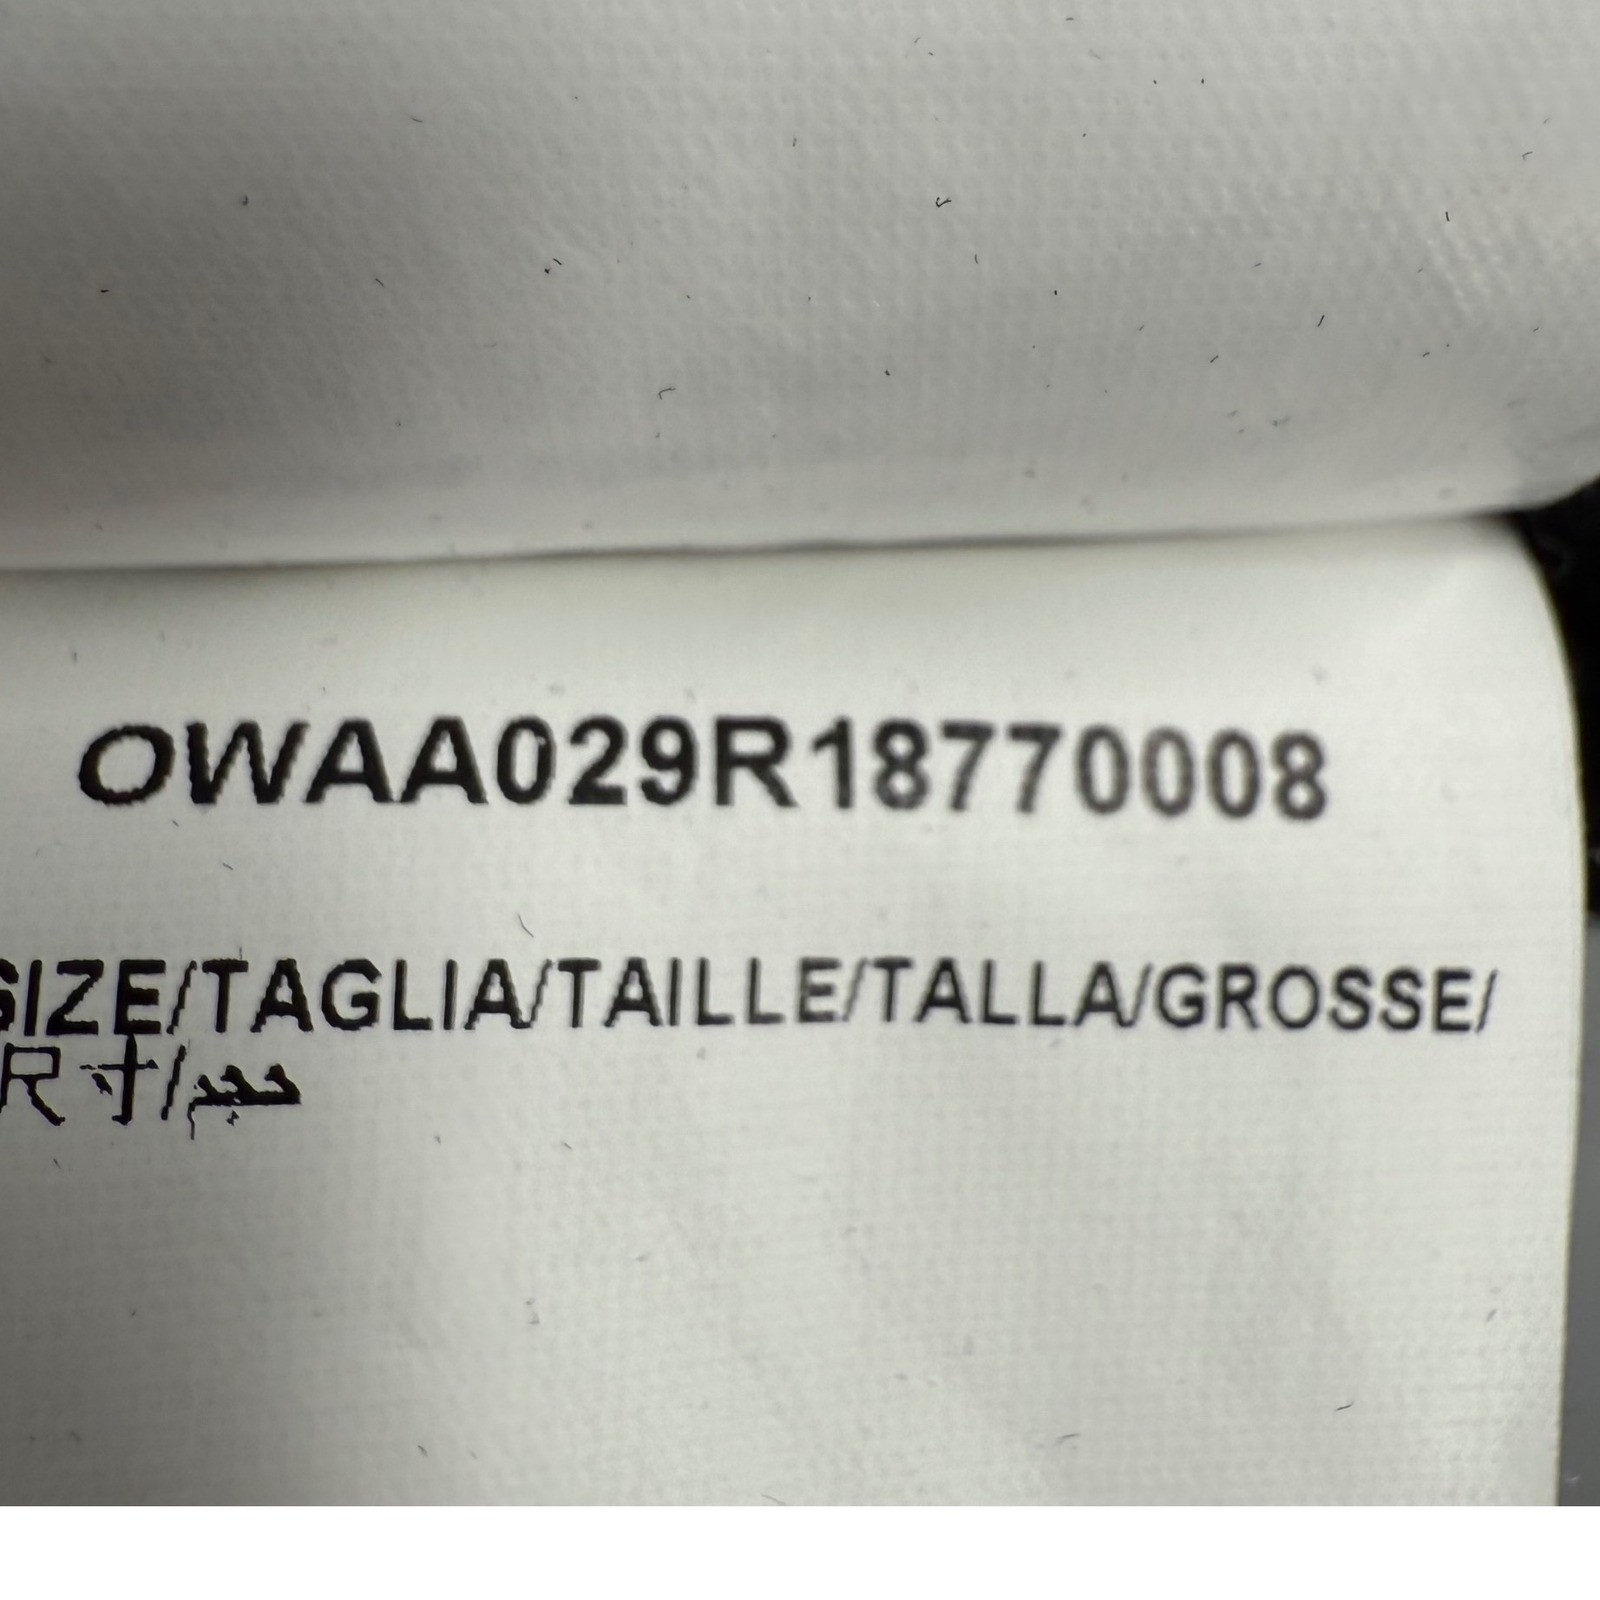 OWAA029R18770008
SIZE/TAGLIA/TAILLE/TALLA/GROSSE/
尺寸/حجم